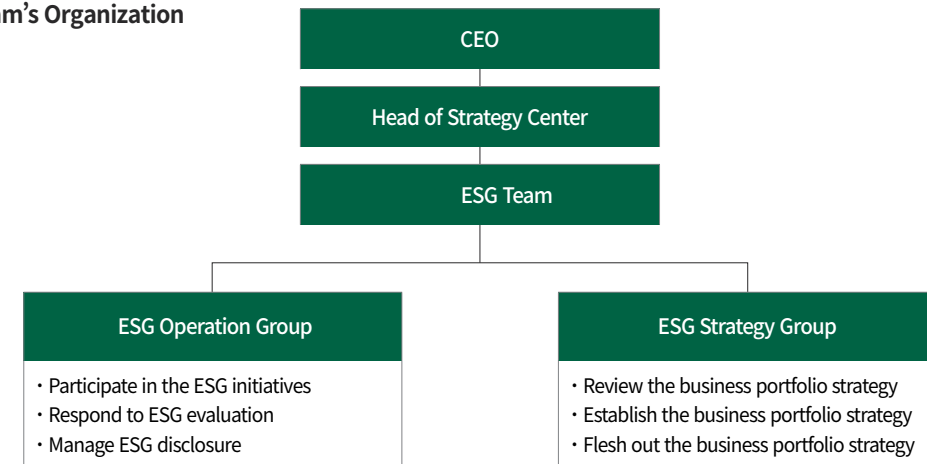 Organization
CEO
Head of Strategy Center
ESG Team
ESG Operation Group
· Participate in the ESG initiatives
· Respond to ESG evaluation
· Manage ESG disclosure
ESG Strategy Group
· Review the business portfolio strategy
· Establish the business portfolio strategy
· Flesh out the business portfolio strategy